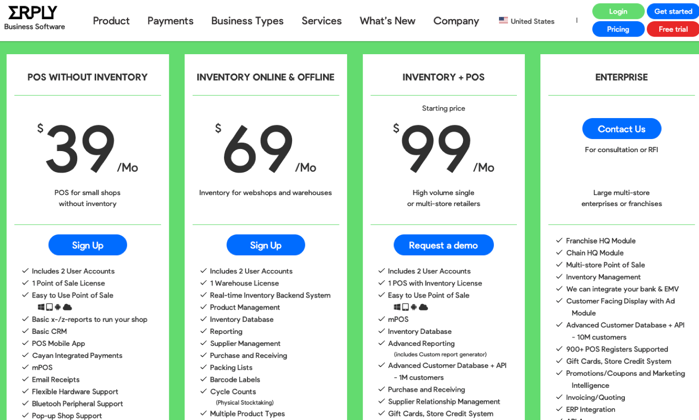 ERPLY
Business Software
Product
Payments
Business Types
Services
What's New
Company
United States
Login
Get started
Pricing
Free trial
POS WITHOUT INVENTORY
$39/Mo
POS for small shops
without inventory
Sign Up
Includes 2 User Accounts
1 Point of Sale License
Easy to Use Point of Sale
Basic x-/z-reports to run your shop
Basic CRM
POS Mobile App
Cayan Integrated Payments
mPOS
Email Receipts
Flexible Hardware Support
Bluetooh Peripheral Support
Pop-up Shop Support
INVENTORY ONLINE & OFFLINE
$69/Mo
Inventory for webshops and warehouses
Sign Up
Includes 2 User Accounts
1 Warehouse License
Real-time Inventory Backend System
Product Management
Inventory Database
Reporting
Supplier Management
Purchase and Receiving
Packing Lists
Barcode Labels
Cycle Counts
(Physical Stocktaking)
Multiple Product Types
INVENTORY + POS
Starting price
$99/Mo
High volume single
or multi-store retailers
Request a demo
Includes 2 User Accounts
1 POS with Inventory License
Easy to Use Point of Sale
mPOS
Inventory Database
Advanced Reporting
(includes Custom report generator)
Advanced Customer Database + API
- 1M customers
Purchase and Receiving
Supplier Relationship Management
Gift Cards, Store Credit System
ENTERPRISE
Contact Us
For consultation or RFI
Large multi-store
enterprises or franchises
Franchise HQ Module
Chain HQ Module
Multi-store Point of Sale
Inventory Management
We can integrate your bank & EMV
Customer Facing Display with Ad
Module
Advanced Customer Database + API
- 10M customers
900+ POS Registers Supported
Gift Cards, Store Credit System
Promotions/Coupons and Marketing
Intelligence
Invoicing/Quoting
ERP Integration